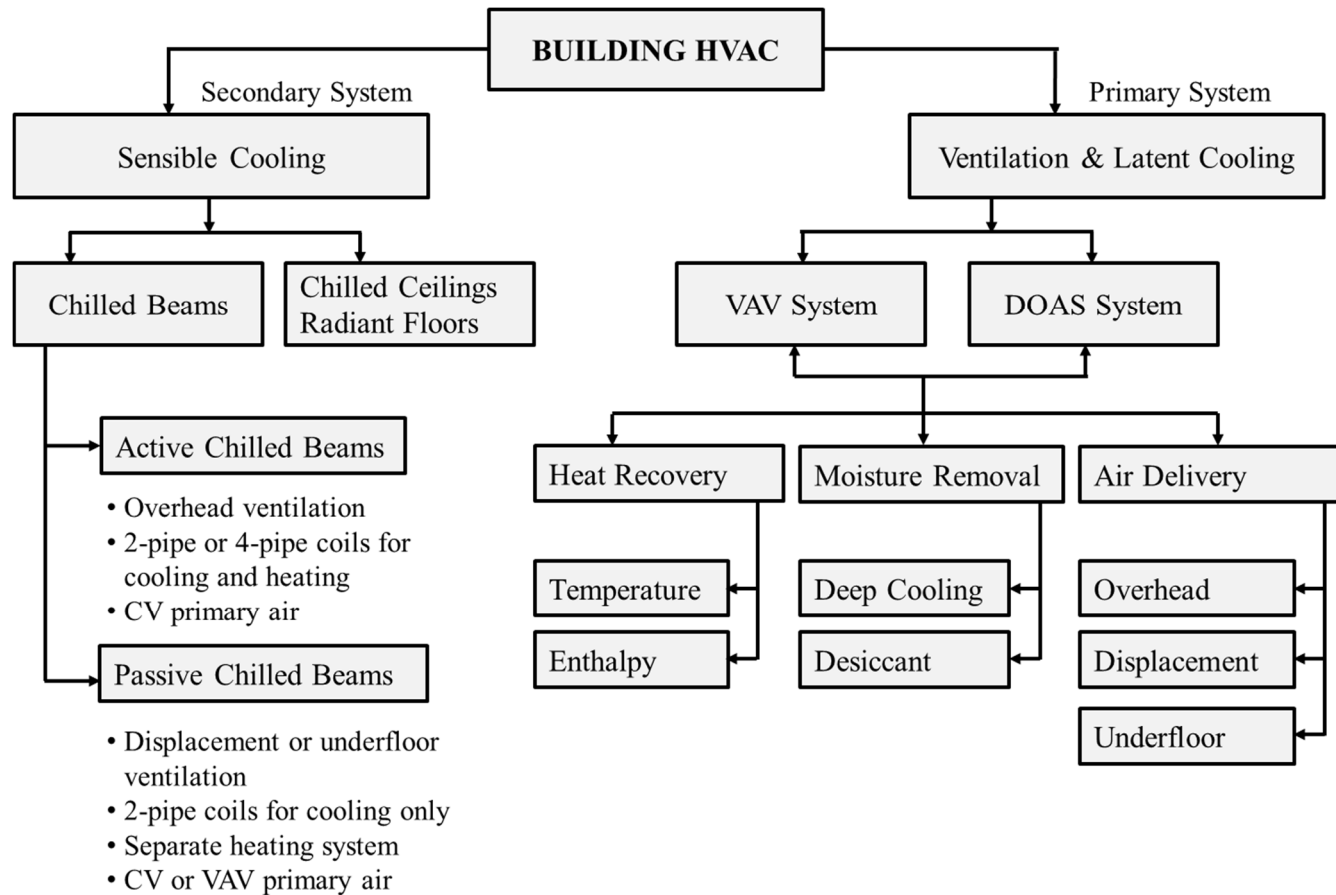 BUILDING HVAC
Secondary System
Primary System
Sensible Cooling
Ventilation & Latent Cooling
Chilled Beams
Chilled Ceilings
Radiant Floors
VAV System
DOAS System
Active Chilled Beams
• Overhead ventilation
• 2-pipe or 4-pipe coils for
cooling and heating
• CV primary air
Passive Chilled Beams
• Displacement or underfloor
ventilation
• 2-pipe coils for cooling only
• Separate heating system
• CV or VAV primary air
Heat Recovery
Temperature
Enthalpy
Moisture Removal
Deep Cooling
Desiccant
Air Delivery
Overhead
Displacement
Underfloor